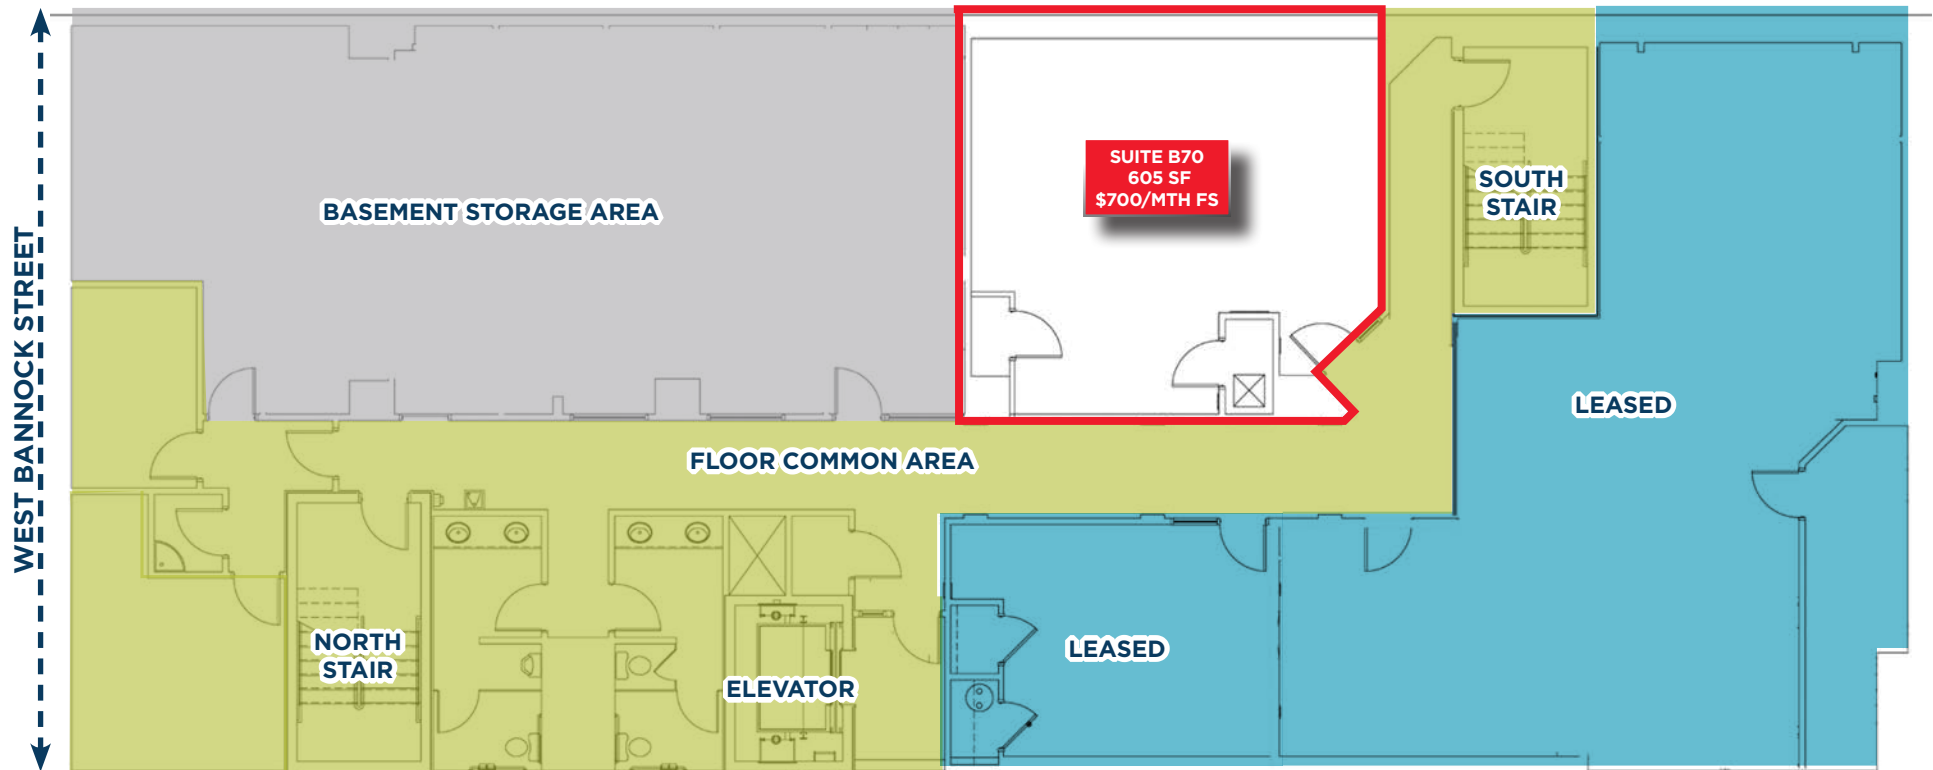 WEST BANNOCK STREET
BASEMENT STORAGE AREA
SUITE B70
605 SF
$700/MTH FS
SOUTH
STAIR
LEASED
FLOOR COMMON AREA
NORTH
STAIR
ELEVATOR
LEASED